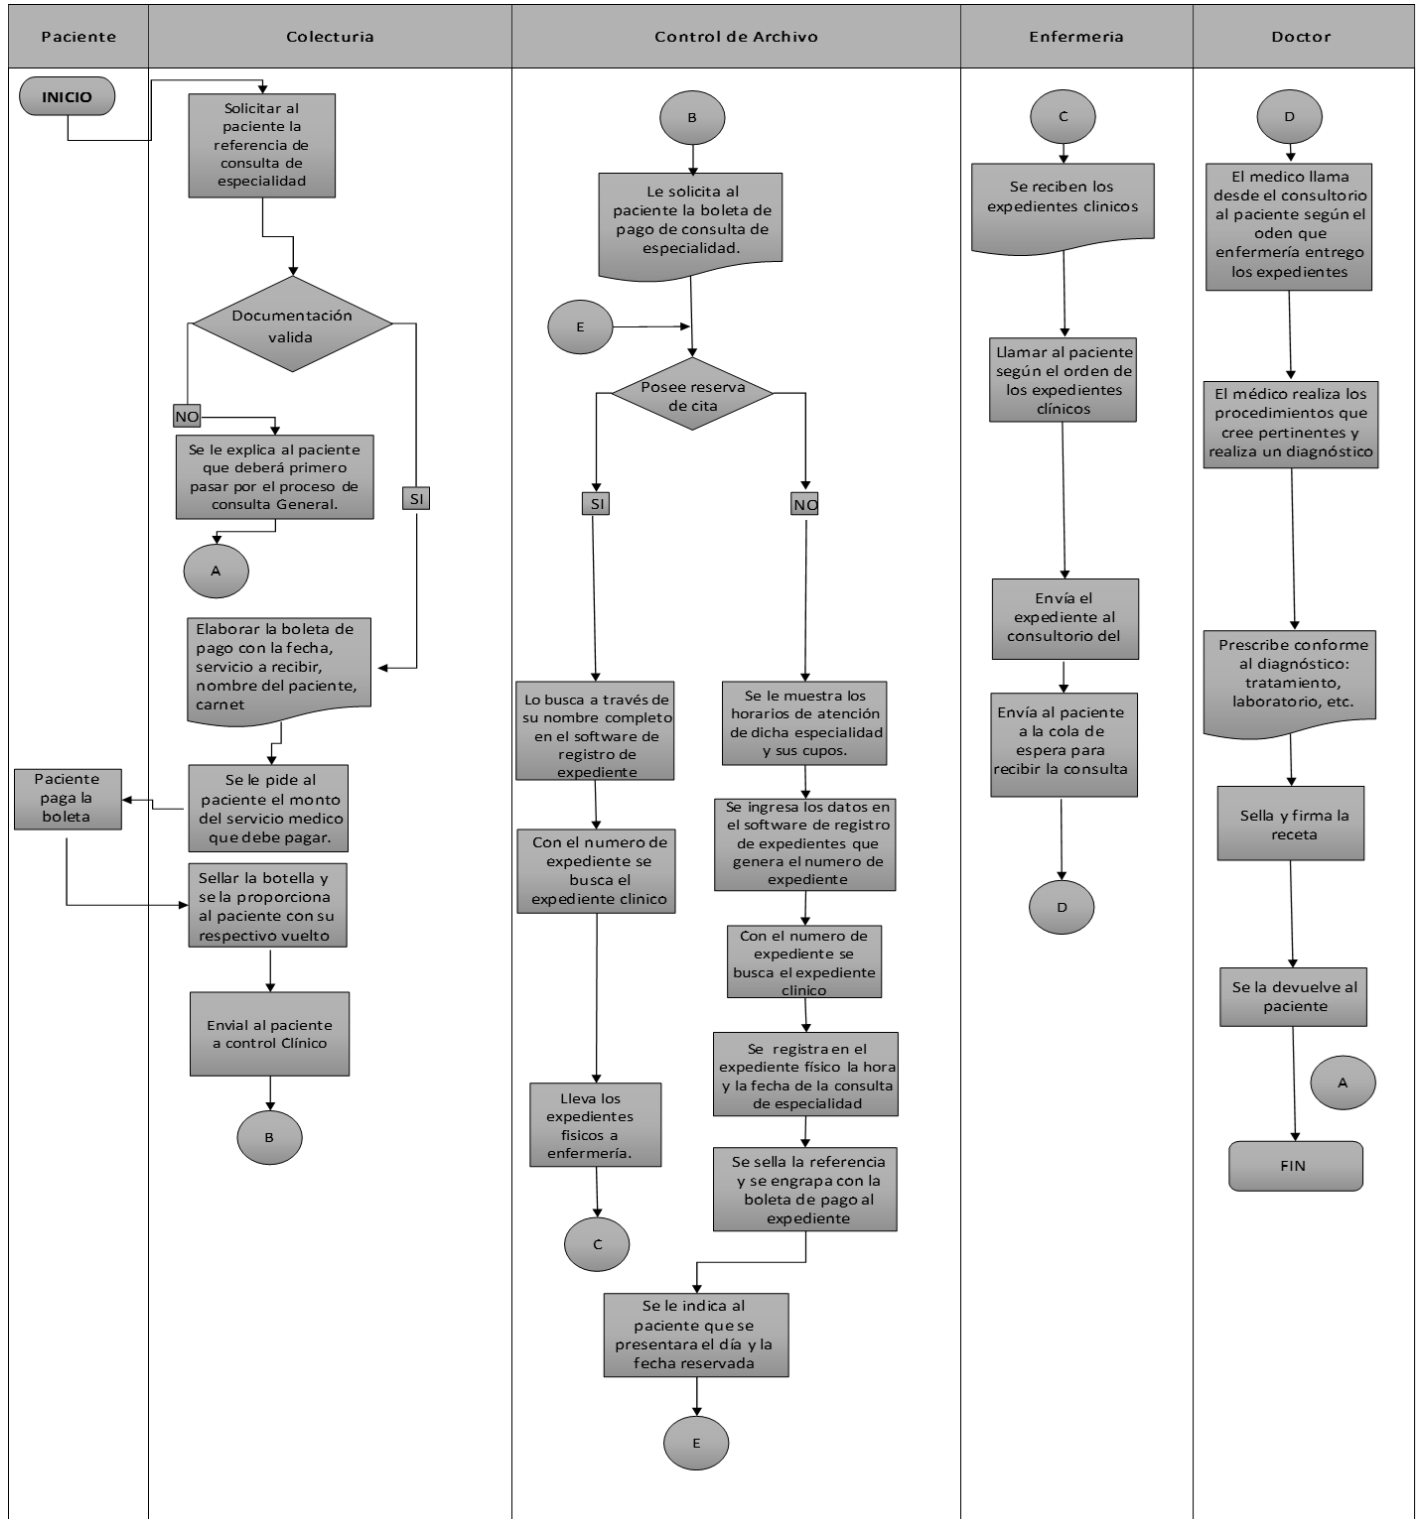 Paciente
Colecturia
Control de Archivo
Enfermeria
Doctor
INICIO
Solicitar al
paciente la
referencia de
consulta de
especialidad
Documentación
valida
NO
Se le explica al paciente
que deberá primero
pasar por el proceso de
consulta General.
SI
A
Elaborar la boleta de
pago con la fecha,
servicio a recibir,
nombre del paciente,
carnet
Se le pide al
paciente el monto
del servicio medico
que debe pagar.
Paciente
paga la
boleta
Sellar la botella y
se la proporciona
al paciente con su
respectivo vuelto
Envial al paciente
a control Clínico
B
B
Le solicita al
paciente la boleta de
pago de consulta de
especialidad.
E
Posee reserva
de cita
SI
NO
Lo busca a través de
su nombre completo
en el software de
registro de
expediente
Con el numero de
expediente se
busca el
expediente clinico
Lleva los
expedientes
fisicos a
enfermería.
C
Se le muestra los
horarios de atención
de dicha especialidad
y sus cupos.
Se ingresa los datos en
el software de registro
de expedientes que
genera el numero de
expediente
Con el numero de
expediente se
busca el expediente
clinico
Se registra en el
expediente físico la hora
y la fecha de la consulta
de especialidad
Se sella la referencia
y se engrapa con la
boleta de pago al
expediente
Se le indica al
paciente que se
presentara el día y la
fecha reservada
E
C
Se reciben los
expedientes clinicos
Llamar al paciente
según el orden de
los expedientes
clínicos
Envía el
expediente al
consultorio del
Envía al paciente
a la cola de
espera para
recibir la consulta
D
D
El medico llama
desde el consultorio
al paciente según el
oden que
enfermería entrego
los expedientes
El médico realiza los
procedimientos que
cree pertinentes y
realiza un diagnóstico
Prescribe conforme
al diagnóstico:
tratamiento,
laboratorio, etc.
Sella y firma la
receta
Se la devuelve al
paciente
A
FIN